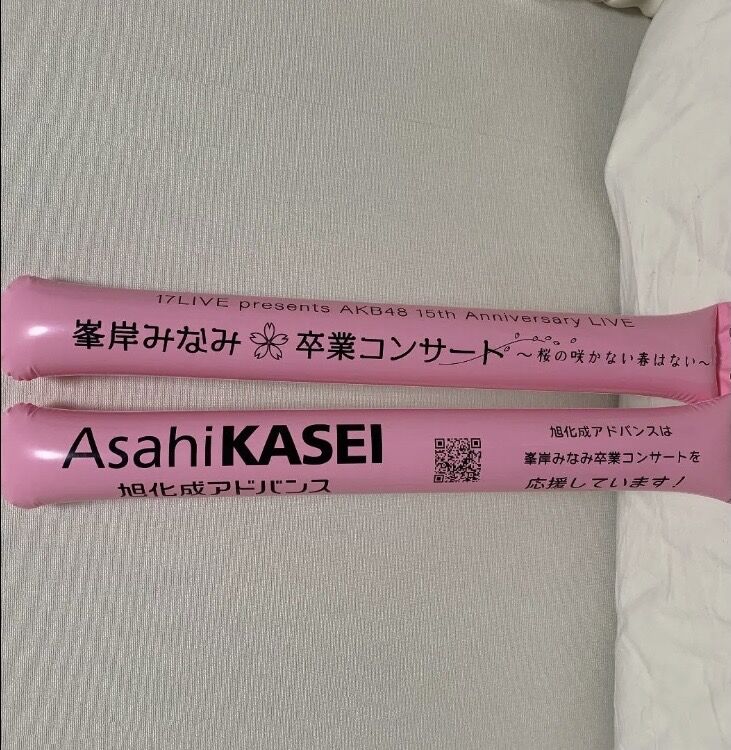 17LIVE presents AKB48 15th Anniversary LIVE
峯岸みなみ 卒業コンサート ～桜の咲かない春はない～
AsahiKASEI
旭化成アドバンス
旭化成アドバンスは
峯岸みなみ卒業コンサートを
応援しています！